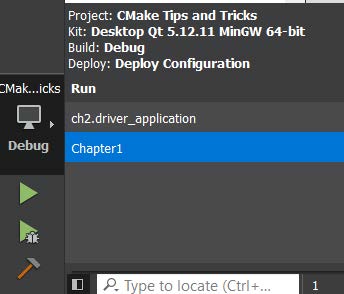 Project: CMake Tips and Tricks
Kit: Desktop Qt 5.12.11 MinGW 64-bit
Build: Debug
Deploy: Deploy Configuration
Run
CMak...icks
ch2.driver_application
Debug
Chapter1
Type to locate (Ctrl+...
1